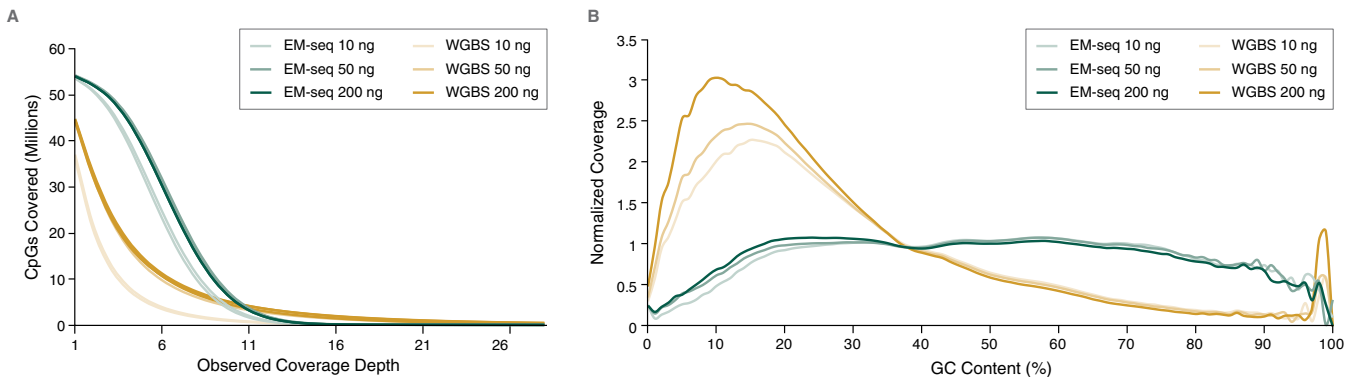 A
CpGs Covered (Millions)
60
50
40
30
20
10
0
1
6
11
16
21
26
Observed Coverage Depth
EM-seq 10 ng
EM-seq 50 ng
EM-seq 200 ng
WGBS 10 ng
WGBS 50 ng
WGBS 200 ng
B
Normalized Coverage
3.5
3
2.5
2
1.5
1
0.5
0
0
10
20
30
40
50
60
70
80
90
100
GC Content (%)
EM-seq 10 ng
EM-seq 50 ng
EM-seq 200 ng
WGBS 10 ng
WGBS 50 ng
WGBS 200 ng